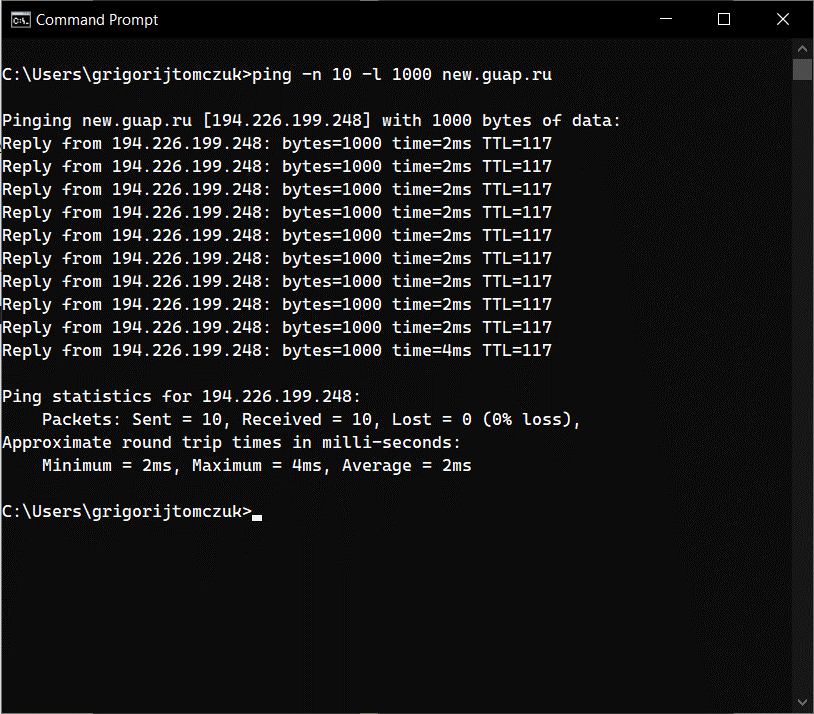 Command Prompt
C:\Users\grigorijtomczuk>ping -n 10 -l 1000 new.guap.ru
Pinging new.guap.ru [194.226.199.248] with 1000 bytes of data:
Reply from 194.226.199.248: bytes=1000 time=2ms TTL=117
Reply from 194.226.199.248: bytes=1000 time=2ms TTL=117
Reply from 194.226.199.248: bytes=1000 time=2ms TTL=117
Reply from 194.226.199.248: bytes=1000 time=2ms TTL=117
Reply from 194.226.199.248: bytes=1000 time=2ms TTL=117
Reply from 194.226.199.248: bytes=1000 time=2ms TTL=117
Reply from 194.226.199.248: bytes=1000 time=2ms TTL=117
Reply from 194.226.199.248: bytes=1000 time=2ms TTL=117
Reply from 194.226.199.248: bytes=1000 time=2ms TTL=117
Reply from 194.226.199.248: bytes=1000 time=4ms TTL=117
Ping statistics for 194.226.199.248:
    Packets: Sent = 10, Received = 10, Lost = 0 (0% loss),
Approximate round trip times in milli-seconds:
    Minimum = 2ms, Maximum = 4ms, Average = 2ms
C:\Users\grigorijtomczuk>